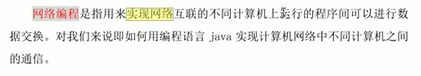 网络编程是指用来实现网络互联的不同计算机上运行的程序间可以进行数
据交换。对我们来说即如何用编程语言 java 实现计算机网络中不同计算机之间
的通信。